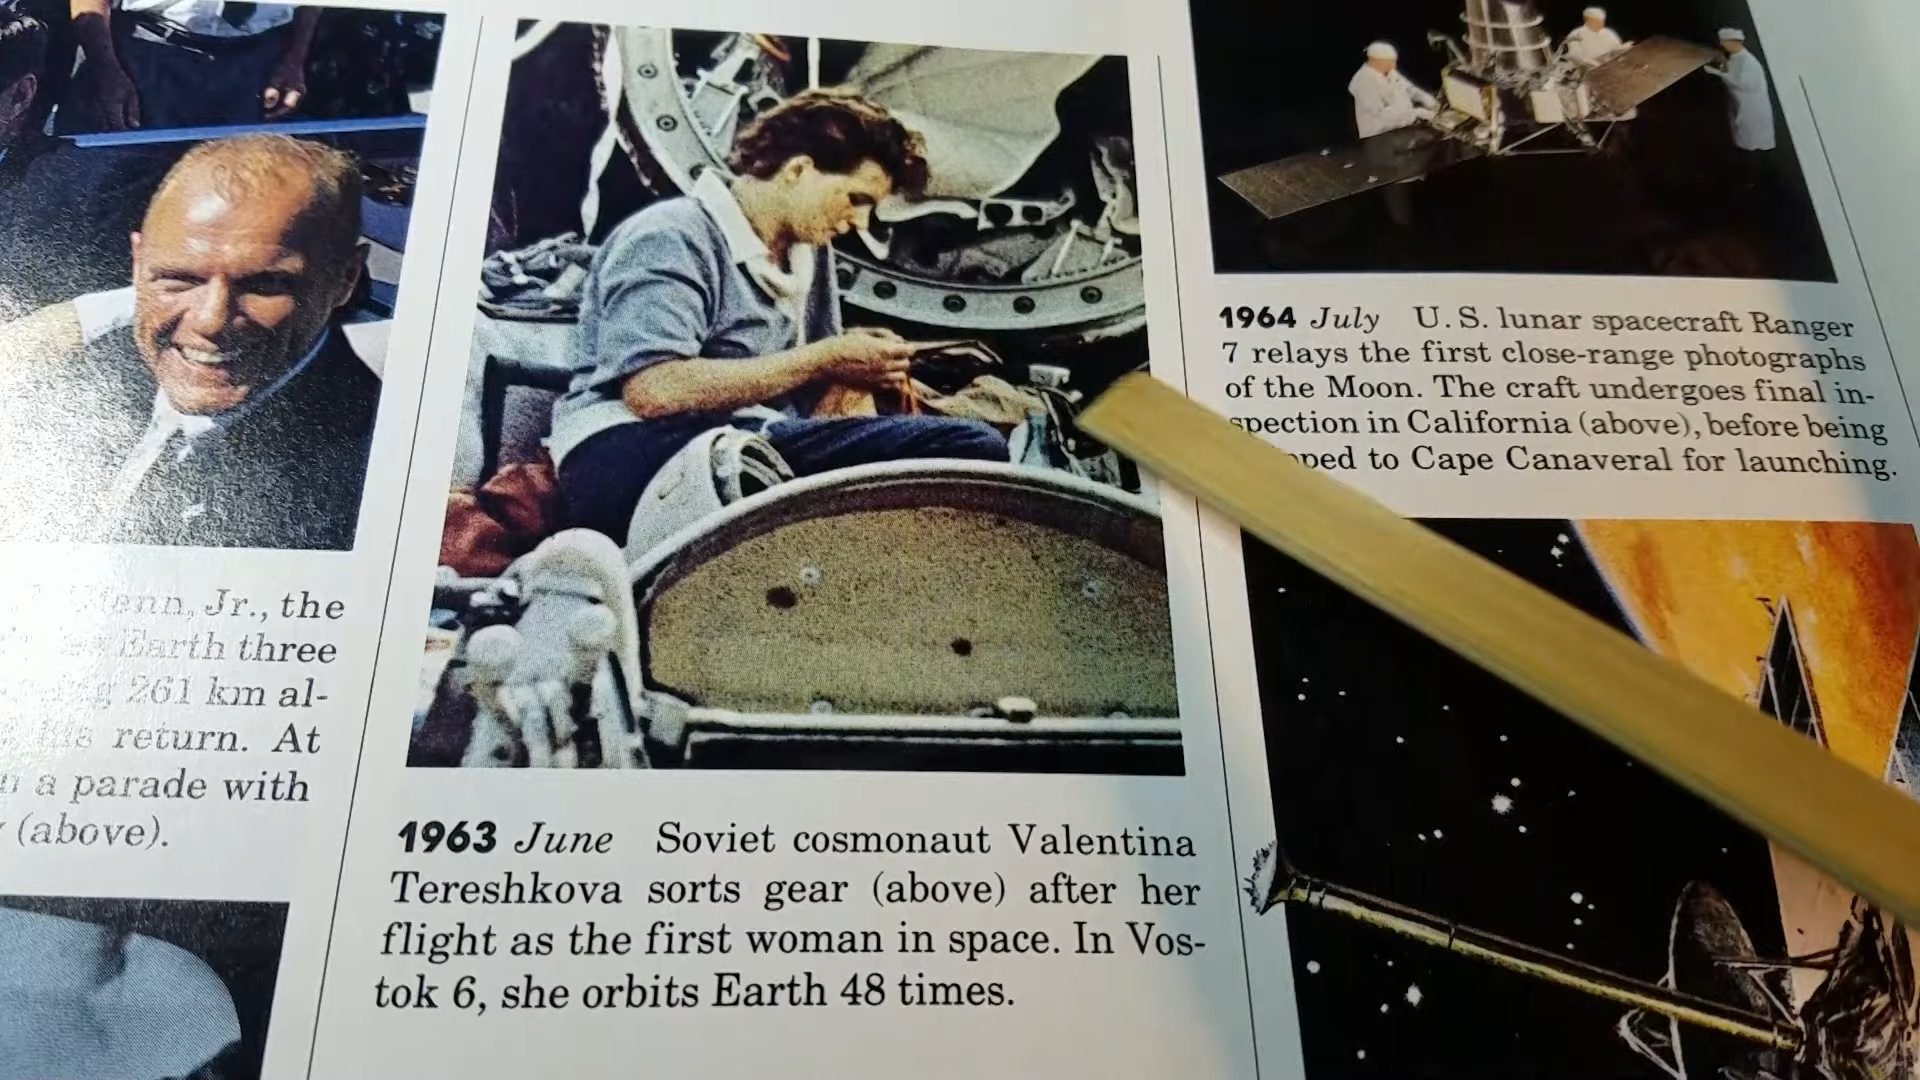 enn, Jr., the
Earth three
261 km al-
his return. At
a parade with
(above).
1963 June Soviet cosmonaut Valentina
Tereshkova sorts gear (above) after her
flight as the first woman in space. In Vos-
tok 6, she orbits Earth 48 times.
1964 July U.S. lunar spacecraft Ranger
7 relays the first close-range photographs
of the Moon. The craft undergoes final in-
spection in California (above), before being
pped to Cape Canaveral for launching.